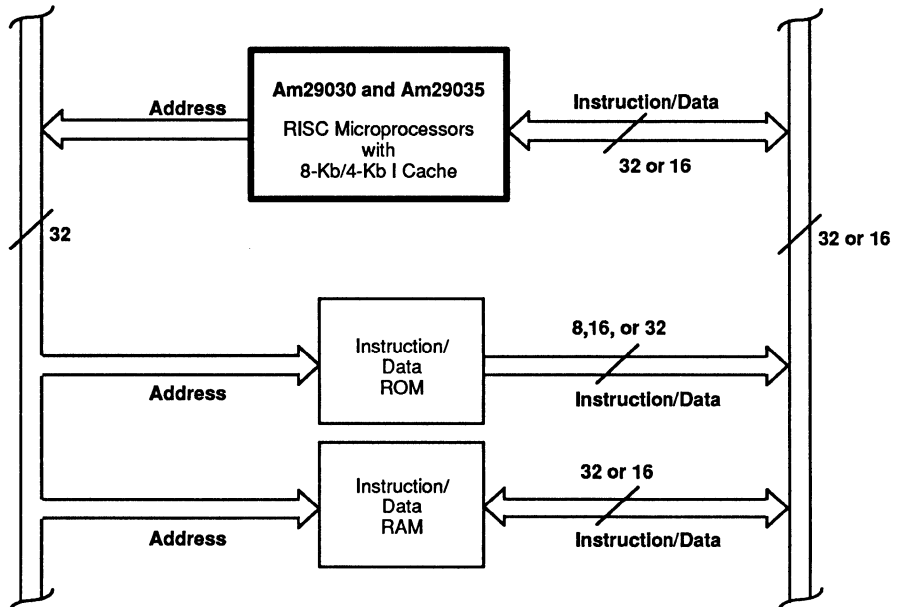 Am29030 and Am29035
RISC Microprocessors
with
8-Kb/4-Kb I Cache
Address
Instruction/Data
32 or 16
32
32 or 16
Instruction/
Data
ROM
Address
8,16, or 32
Instruction/Data
Instruction/
Data
RAM
Address
32 or 16
Instruction/Data